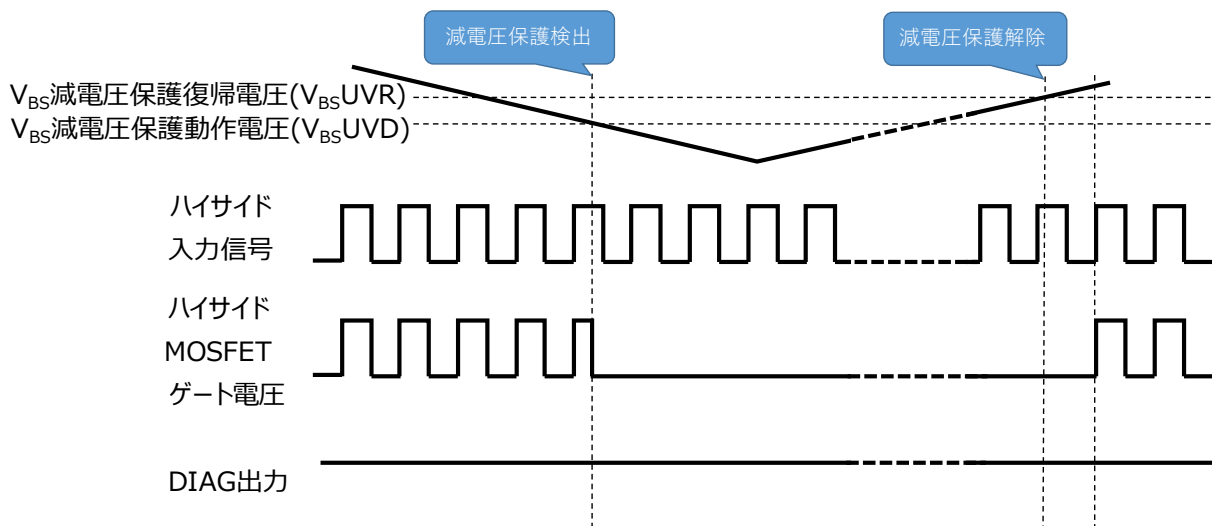 減電圧保護検出
減電圧保護解除
VBS減電圧保護復帰電圧(VBSUVR)
VBS減電圧保護動作電圧(VBSUVD)
ハイサイド
入力信号
ハイサイド
MOSFET
ゲート電圧
DIAG出力